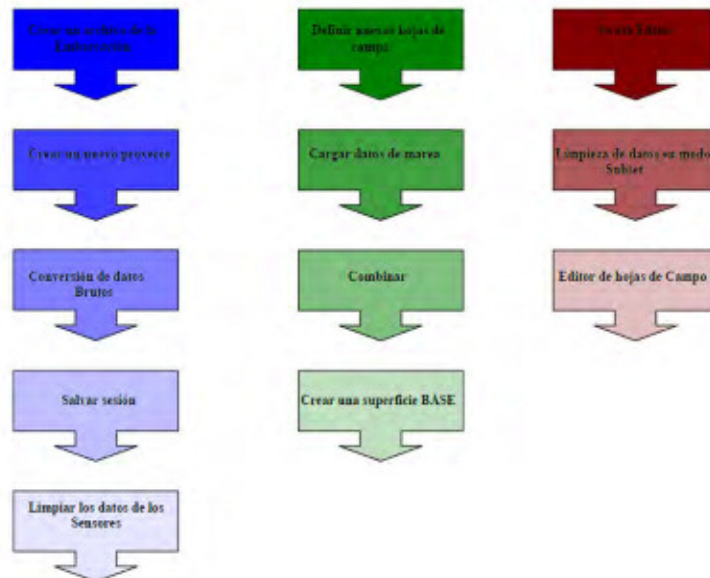 Crear un archivo de la
Embarcación
Crear un nuevo proyecto
Conversión de datos
Brutos
Salvar sesión
Limpiar los datos de los
Sensores
Definir nuevas hojas de
campo
Cargar datos de marea
Combinar
Crear una superficie BASE
Swath Editor
Limpieza de datos en modo
Subset
Editor de hojas de Campo